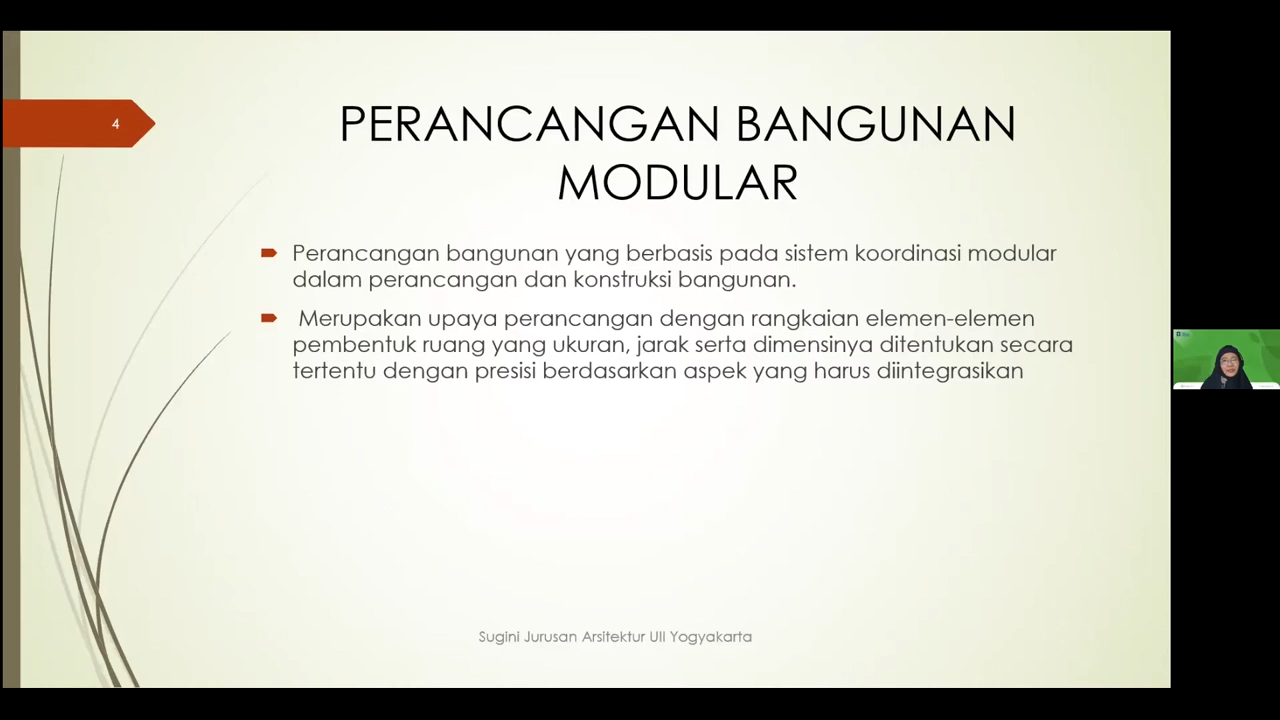 4
PERANCANGAN BANGUNAN
MODULAR
Perancangan bangunan yang berbasis pada sistem koordinasi modular
dalam perancangan dan konstruksi bangunan.
Merupakan upaya perancangan dengan rangkaian elemen-elemen
pembentuk ruang yang ukuran, jarak serta dimensinya ditentukan secara
tertentu dengan presisi berdasarkan aspek yang harus diintegrasikan
Sugini Jurusan Arsitektur UII Yogyakarta